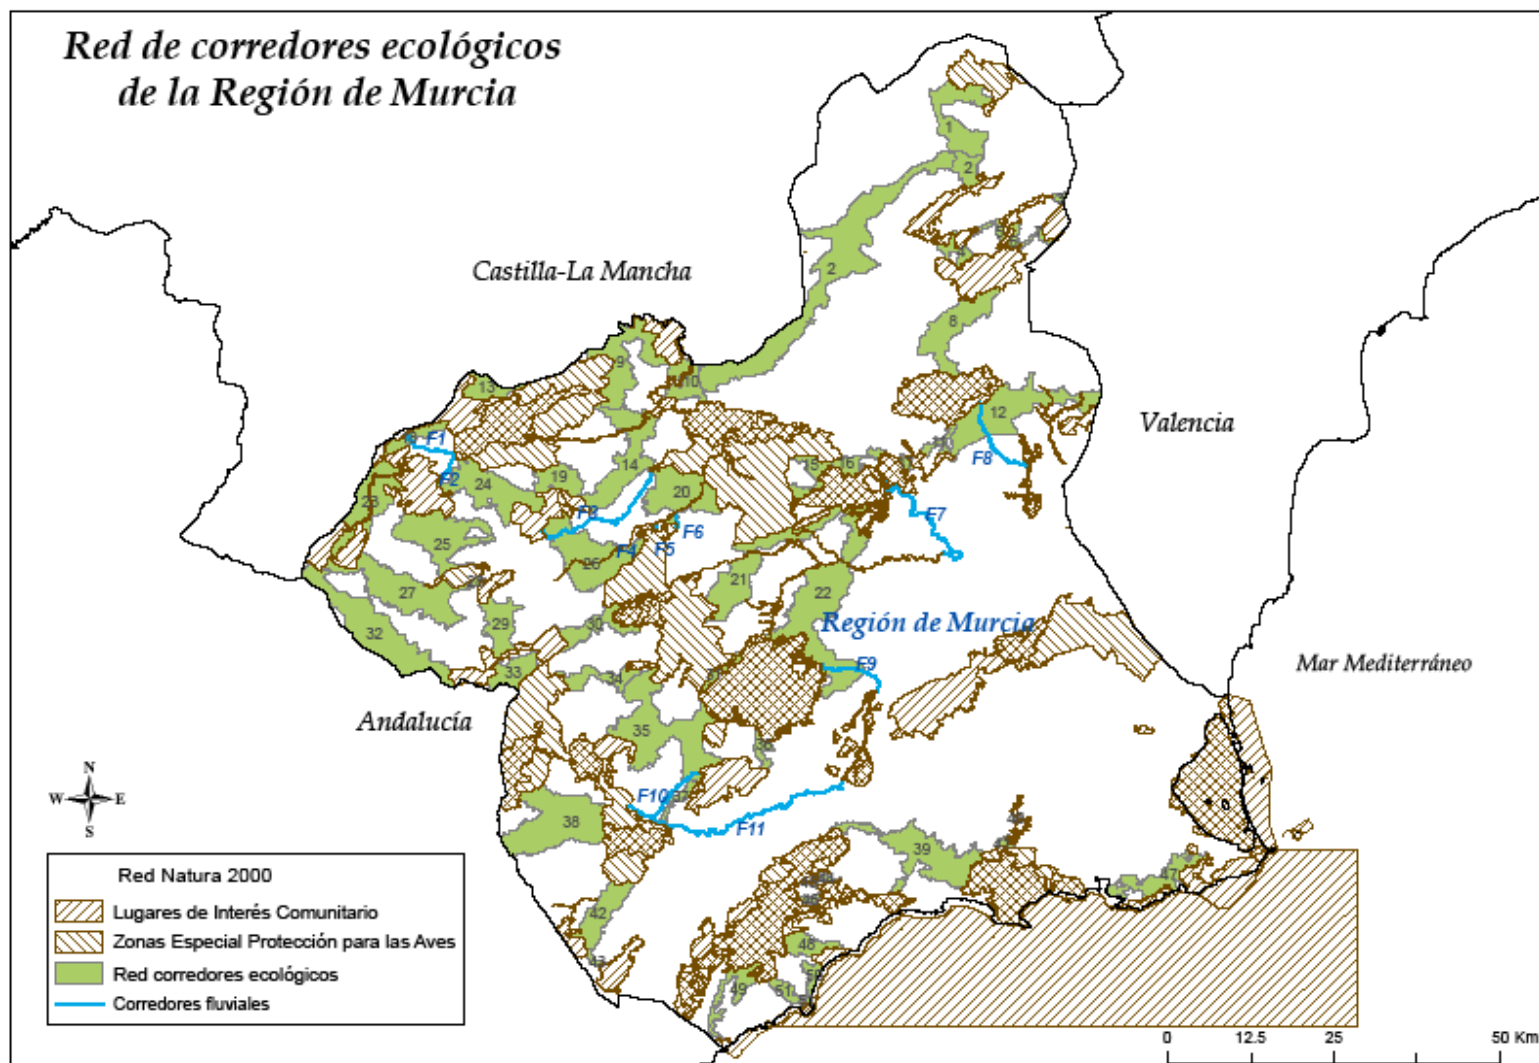 Red de corredores ecológicos
de la Región de Murcia
1
2
Castilla-La Mancha
2
4
8
9
10
13
12
Valencia
F1
F8
F2
24
19
14
15
16
20
23
F3
F7
F6
25
F4
F5
26
21
27
22
29
30
32
Región de Murcia
33
34
F9
Mar Mediterráneo
Andalucía
35
36
N
W
E
S
F10
37
38
F11
39
47
Red Natura 2000
Lugares de Interés Comunitario
Zonas Especial Protección para las Aves
Red corredores ecológicos
Corredores fluviales
42
43
48
49
51
0 12.5 25 50 Km